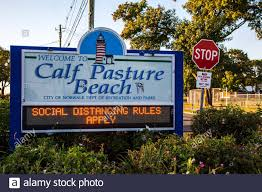 WELCOME TO
Calf Pasture
Beach
CITY OF NORWALK DEPT. OF RECREATION AND PARKS
SOCIAL DISTANCING RULES
APPLY
STOP
alamy stock photo